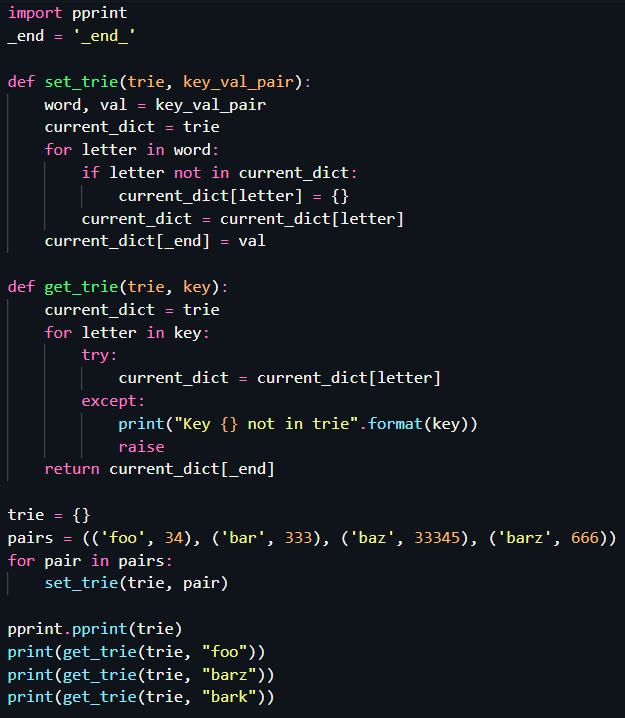 import pprint
_end = '_end_'

def set_trie(trie, key_val_pair):
    word, val = key_val_pair
    current_dict = trie
    for letter in word:
        if letter not in current_dict:
            current_dict[letter] = {}
        current_dict = current_dict[letter]
    current_dict[_end] = val

def get_trie(trie, key):
    current_dict = trie
    for letter in key:
        try:
            current_dict = current_dict[letter]
        except:
            print("Key {} not in trie".format(key))
            raise
    return current_dict[_end]

trie = {}
pairs = (('foo', 34), ('bar', 333), ('baz', 33345), ('barz', 666))
for pair in pairs:
    set_trie(trie, pair)

pprint.pprint(trie)
print(get_trie(trie, "foo"))
print(get_trie(trie, "barz"))
print(get_trie(trie, "bark"))